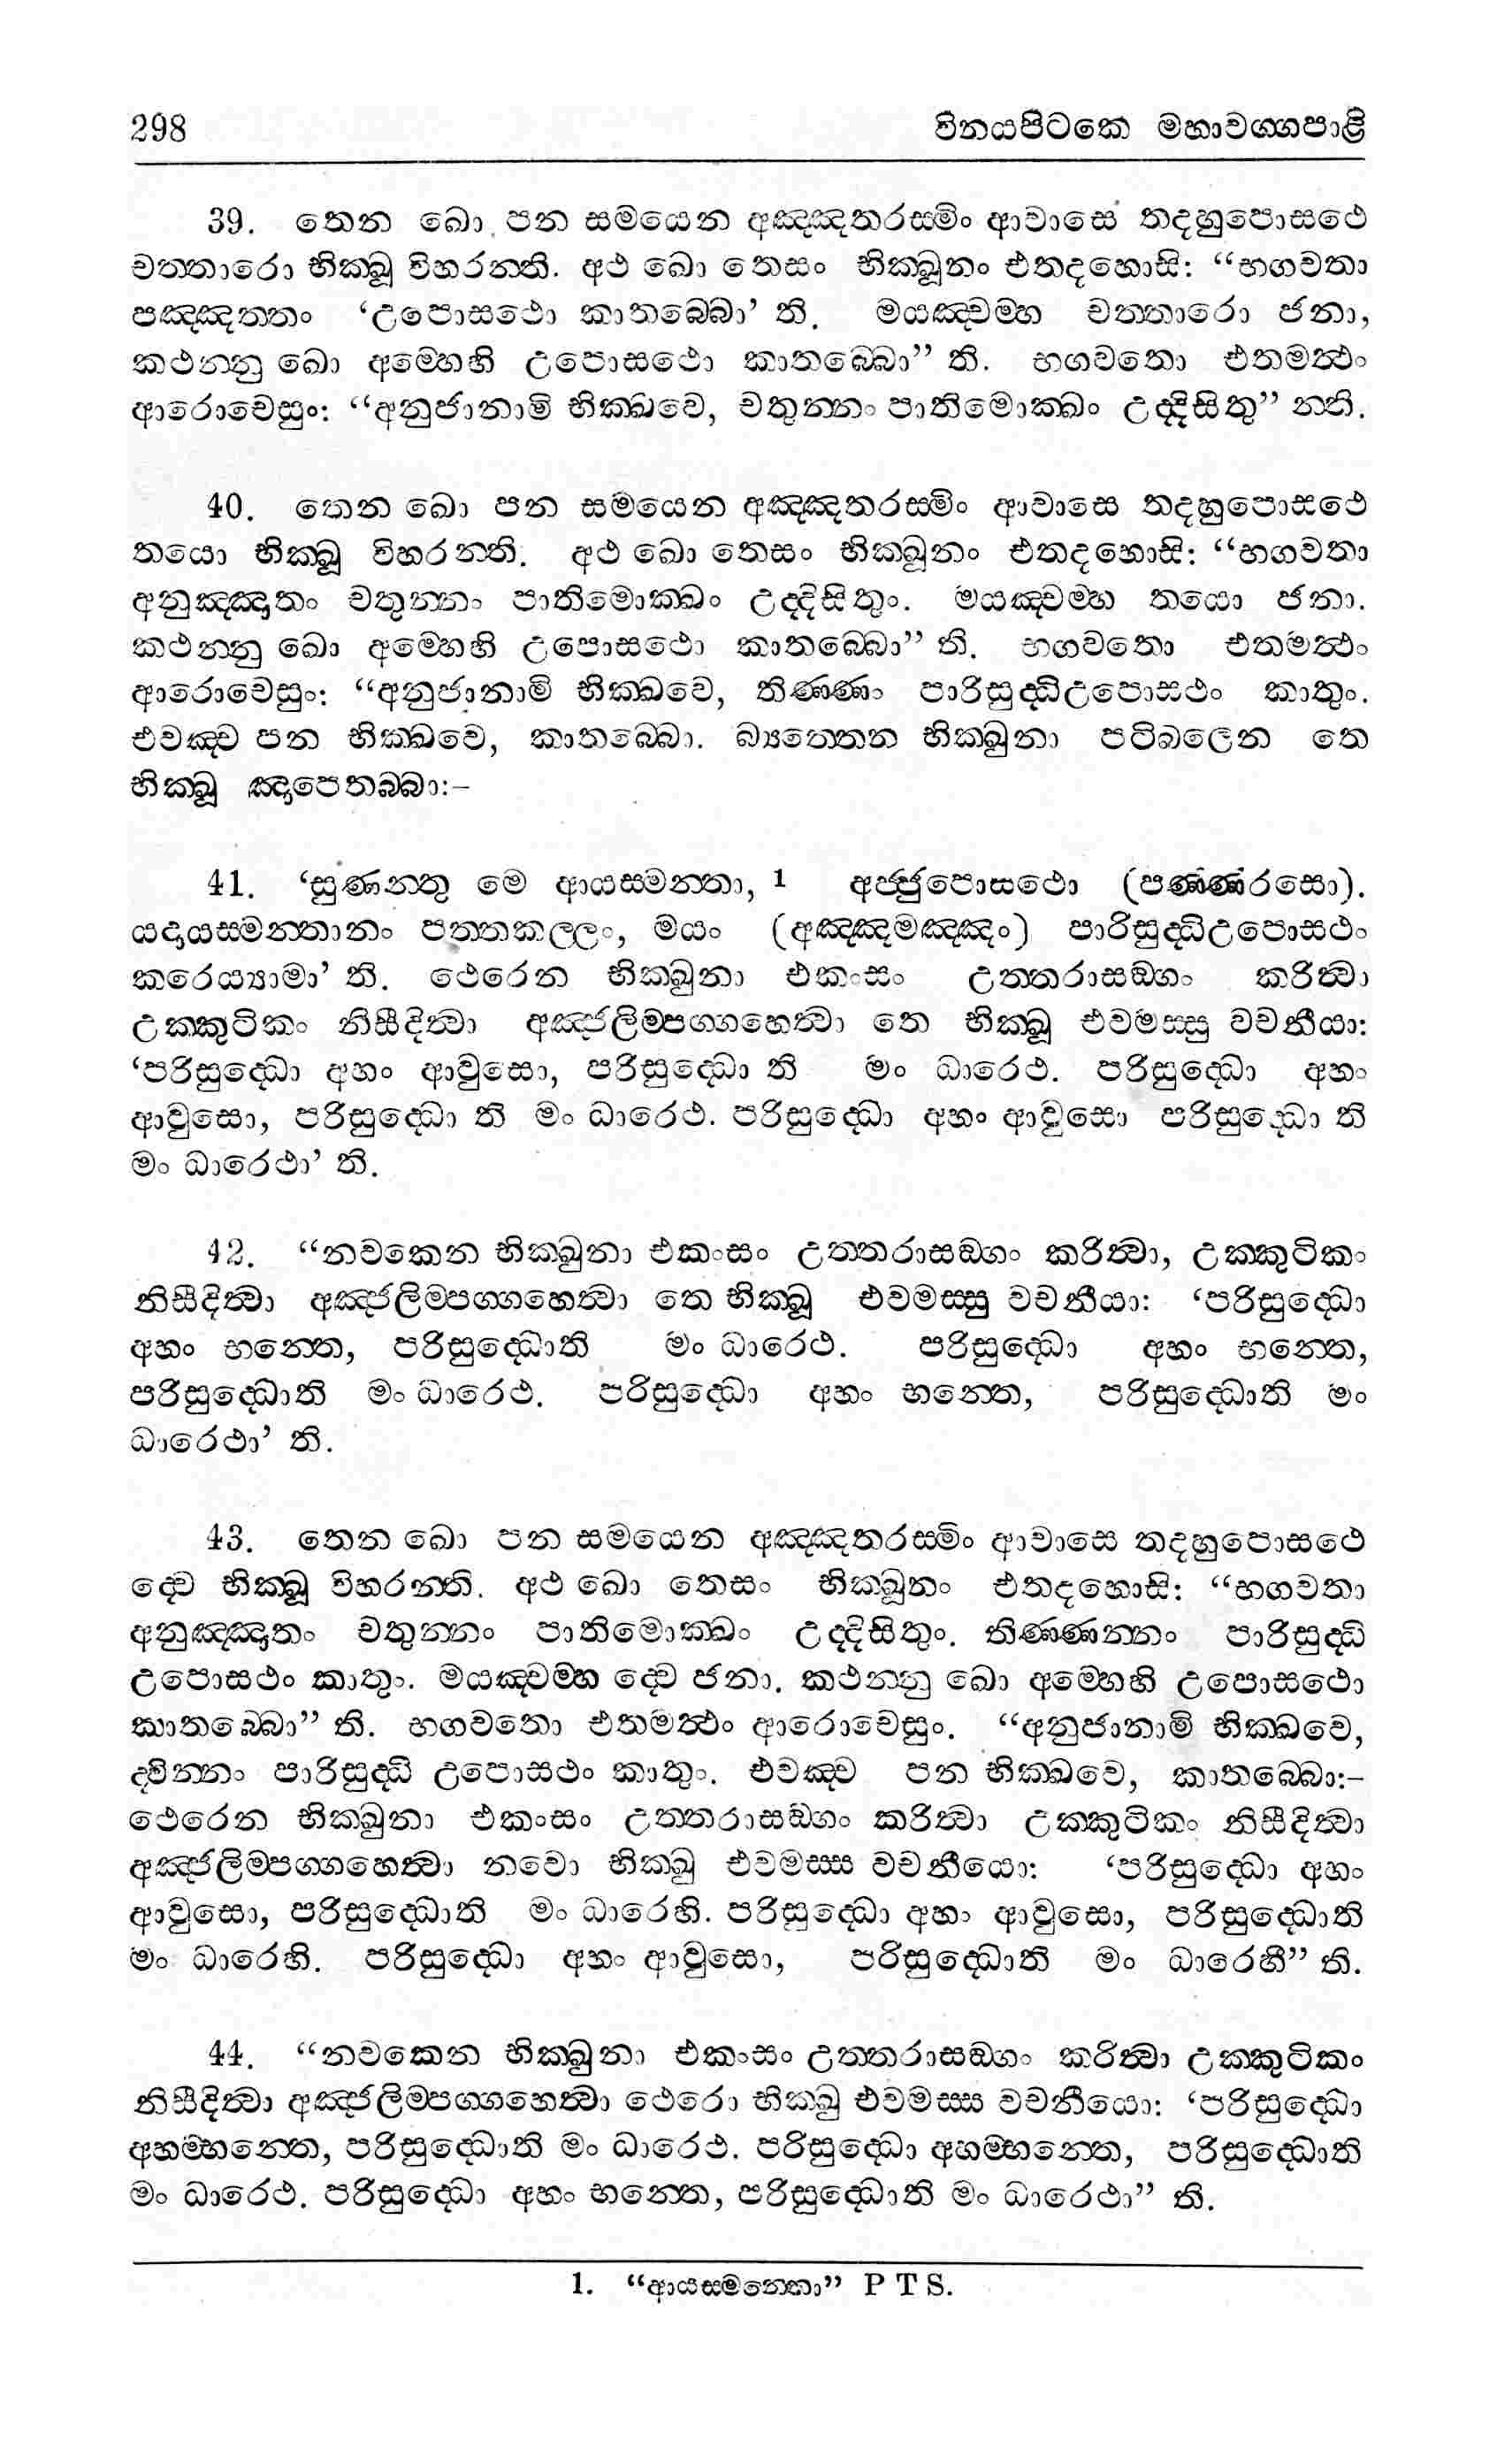 298 විනයපිටකෙ මහාවග්ගපාළි
39. තෙන ඛො පන සමයෙන අඤ්ඤතරස්මිං ආවාසෙ තදහුපොසථෙ
චත්තාරො භික්ඛූ විහරන්ති. අථ ඛො තෙසං භික්ඛූනං එතදහොසි: “භගවතා
පඤ්ඤත්තං ‘උපොසථො කාතබ්බො’ ති. මයඤ්චම්හ චත්තාරො ජනා,
කථන්නු ඛො අම්හෙහි උපොසථො කාතබ්බො” ති. භගවතො එතමත්ථං
ආරොචෙසුං: “අනුජානාමි භික්ඛවෙ, චතුන්නං පාතිමොක්ඛං උද්දිසිතු” න්ති.
40. තෙන ඛො පන සමයෙන අඤ්ඤතරස්මිං ආවාසෙ තදහුපොසථෙ
තයො භික්ඛූ විහරන්ති. අථ ඛො තෙසං භික්ඛූනං එතදහොසි: “භගවතා
අනුඤ්ඤාතං චතුන්නං පාතිමොක්ඛං උද්දිසිතුං. මයඤ්චම්හ තයො ජනා.
කථන්නු ඛො අම්හෙහි උපොසථො කාතබ්බො” ති. භගවතො එතමත්ථං
ආරොචෙසුං: “අනුජානාමි භික්ඛවෙ, තිණ්ණං පාරිසුද්ධිඋපොසථං කාතුං.
එවඤ්ච පන භික්ඛවෙ, කාතබ්බො. බ්‍යත්තෙන භික්ඛුනා පටිබලෙන තෙ
භික්ඛූ ඤාපෙතබ්බා:–
41. ‘සුණන්තු මෙ ආයස්මන්තා, 1 අජ්ජුපොසථො (පණ්ණරසො).
යදායස්මන්තානං පත්තකල්ලං, මයං (අඤ්ඤමඤ්ඤං) පාරිසුද්ධිඋපොසථං
කරෙය්‍යාමා’ ති. ථෙරෙන භික්ඛුනා එකංසං උත්තරාසඞ්ගං කරිත්වා
උක්කුටිකං නිසීදිත්වා අඤ්ජලිම්පග්ගහෙත්වා තෙ භික්ඛූ එවමස්සු වචනීයා:
‘පරිසුද්ධො අහං ආවුසො, පරිසුද්ධො ති මං ධාරෙථ. පරිසුද්ධො අහං
ආවුසො, පරිසුද්ධො ති මං ධාරෙථ. පරිසුද්ධො අහං ආවුසො පරිසුද්ධො ති
මං ධාරෙථා’ ති.
42. “නවකෙන භික්ඛුනා එකංසං උත්තරාසඞ්ගං කරිත්වා, උක්කුටිකං
නිසීදිත්වා අඤ්ජලිම්පග්ගහෙත්වා තෙ භික්ඛූ එවමස්සු වචනීයා: ‘පරිසුද්ධො
අහං භන්තෙ, පරිසුද්ධොති මං ධාරෙථ. පරිසුද්ධො අහං භන්තෙ,
පරිසුද්ධොති මං ධාරෙථ. පරිසුද්ධො අහං භන්තෙ, පරිසුද්ධොති මං
ධාරෙථා’ ති.
43. තෙන ඛො පන සමයෙන අඤ්ඤතරස්මිං ආවාසෙ තදහුපොසථෙ
ද්වෙ භික්ඛූ විහරන්ති. අථ ඛො තෙසං භික්ඛූනං එතදහොසි: “භගවතා
අනුඤ්ඤාතං චතුන්නං පාතිමොක්ඛං උද්දිසිතුං. තිණ්ණන්නං පාරිසුද්ධි
උපොසථං කාතුං. මයඤ්චම්හ ද්වෙ ජනා. කථන්නු ඛො අම්හෙහි උපොසථො
කාතබ්බො” ති. භගවතො එතමත්ථං ආරොචෙසුං. “අනුජානාමි භික්ඛවෙ,
ද්වින්නං පාරිසුද්ධි උපොසථං කාතුං. එවඤ්ච පන භික්ඛවෙ, කාතබ්බො:–
ථෙරෙන භික්ඛුනා එකංසං උත්තරාසඞ්ගං කරිත්වා උක්කුටිකං නිසීදිත්වා
අඤ්ජලිම්පග්ගහෙත්වා නවො භික්ඛු එවමස්ස වචනීයො: ‘පරිසුද්ධො අහං
ආවුසො, පරිසුද්ධොති මං ධාරෙහි. පරිසුද්ධො අහං ආවුසො, පරිසුද්ධොති
මං ධාරෙහි. පරිසුද්ධො අහං ආවුසො, පරිසුද්ධොති මං ධාරෙහී” ති.
44. “නවකෙන භික්ඛුනා එකංසං උත්තරාසඞ්ගං කරිත්වා උක්කුටිකං
නිසීදිත්වා අඤ්ජලිම්පග්ගහෙත්වා ථෙරො භික්ඛු එවමස්ස වචනීයො: ‘පරිසුද්ධො
අහම්භන්තෙ, පරිසුද්ධොති මං ධාරෙථ. පරිසුද්ධො අහම්භන්තෙ, පරිසුද්ධොති
මං ධාරෙථ. පරිසුද්ධො අහං භන්තෙ, පරිසුද්ධොති මං ධාරෙථා” ති.
1. “ආයස්මන්තො” P T S.